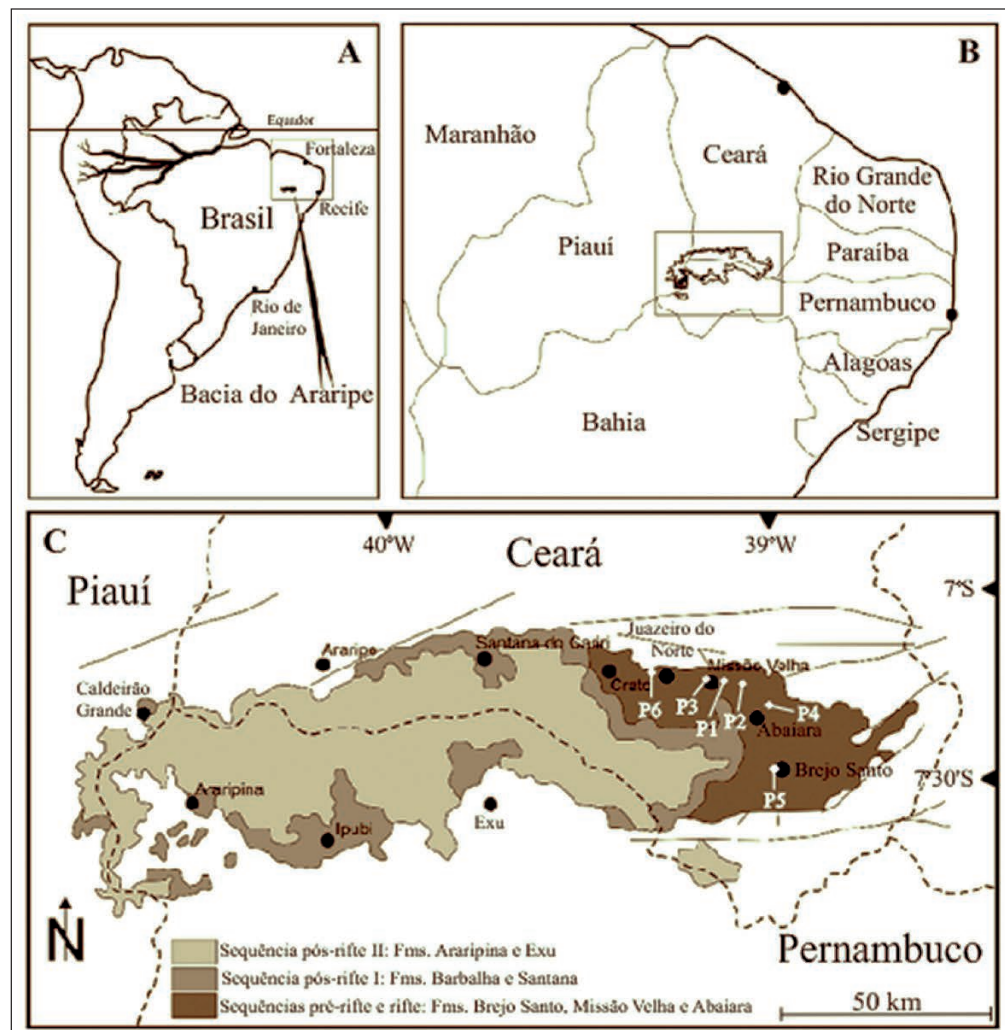 A
Equador
Fortaleza
Recife
Brasil
Rio de
Janeiro
Bacia do Araripe
B
Maranhão
Ceará
Rio Grande
do Norte
Piauí
Paraíba
Pernambuco
Alagoas
Bahia
Sergipe
C
40°W
Ceará
39°W
7°S
Piauí
Araripe
Santana do Cariri
Juazeiro do
Norte
Missão Velha
Crato
Caldeirão
Grande
P6
P3
P1
P2
P4
Abaiara
Brejo Santo
7°30'S
P5
Araripina
Ipubi
Exu
N
Sequência pós-rifte II: Fms. Araripina e Exu
Sequência pós-rifte I: Fms. Barbalha e Santana
Sequências pré-rifte e rifte: Fms. Brejo Santo, Missão Velha e Abaiara
Pernambuco
50 km